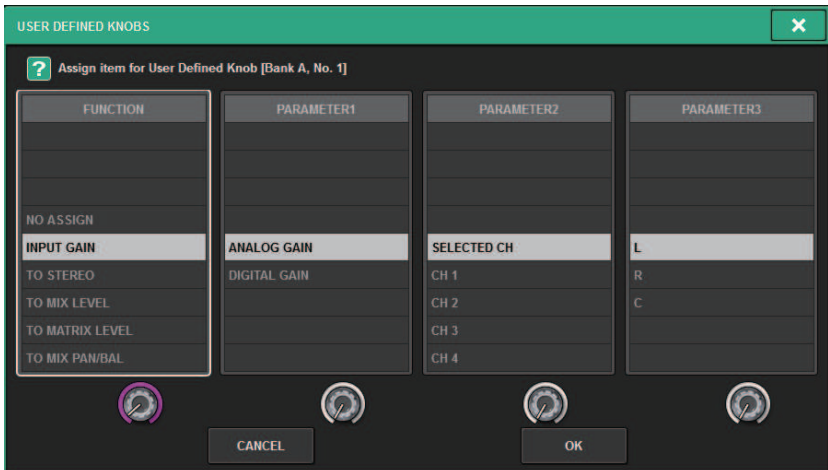 USER DEFINED KNOBS
?
Assign item for User Defined Knob [Bank A, No. 1]
FUNCTION PARAMETER1 PARAMETER2 PARAMETER3
NO ASSIGN
INPUT GAIN ANALOG GAIN SELECTED CH L
TO STEREO DIGITAL GAIN CH 1 R
TO MIX LEVEL CH 2 C
TO MATRIX LEVEL CH 3
TO MIX PAN/BAL CH 4
CANCEL OK